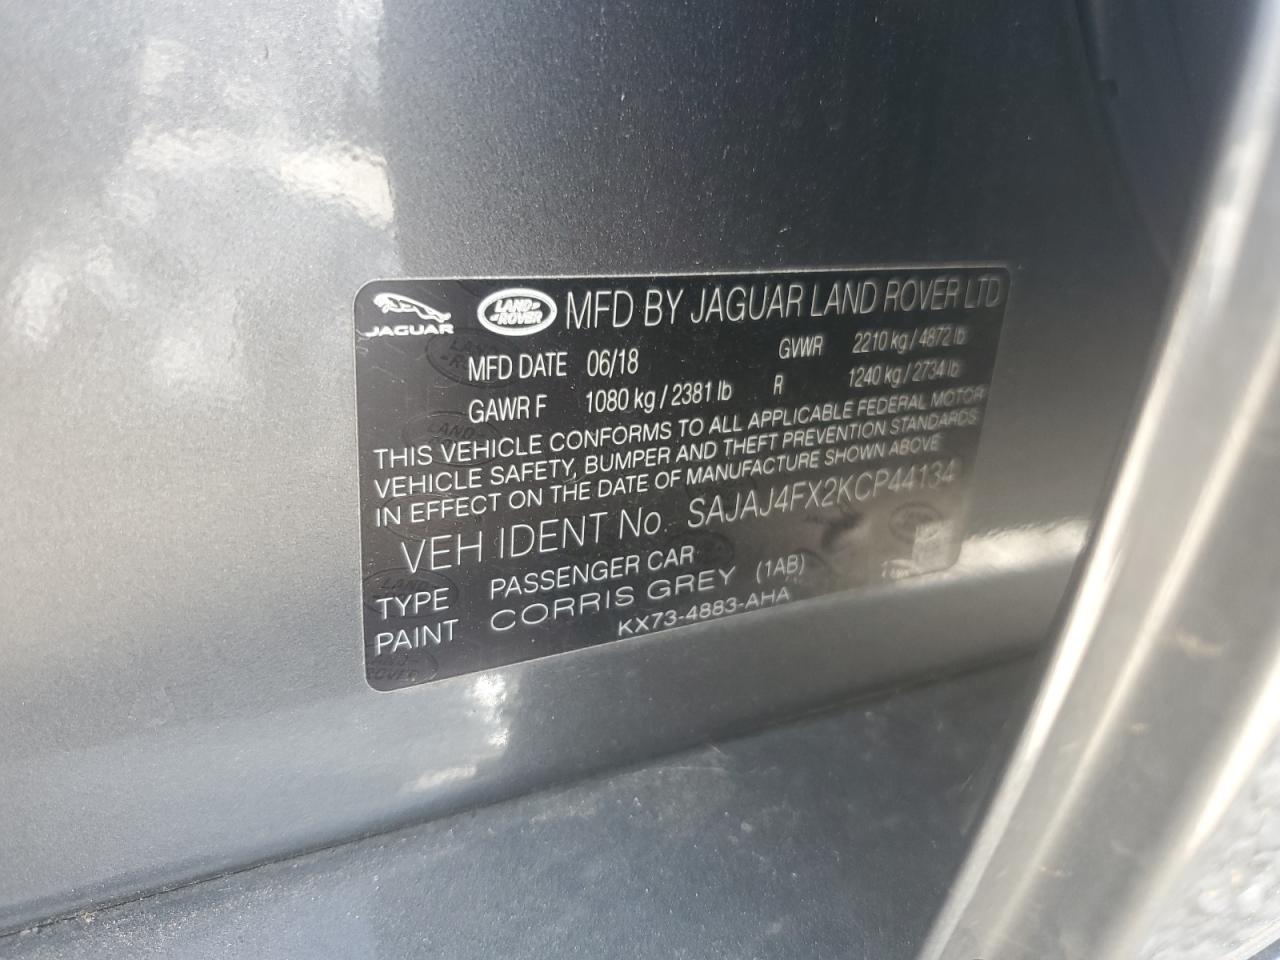 JAGUAR LAND-ROVER MFD BY JAGUAR LAND ROVER LTD
MFD DATE 06/18 GVWR 2210 kg / 4872 lb
GAWR F 1080 kg / 2381 lb R 1240 kg / 2734 lb
THIS VEHICLE CONFORMS TO ALL APPLICABLE FEDERAL MOTOR
VEHICLE SAFETY, BUMPER AND THEFT PREVENTION STANDARDS
IN EFFECT ON THE DATE OF MANUFACTURE SHOWN ABOVE
VEH IDENT No. SAJAJ4FX2KCP44134
TYPE PASSENGER CAR
PAINT CORRIS GREY (1AB)
KX73-4883-AHA